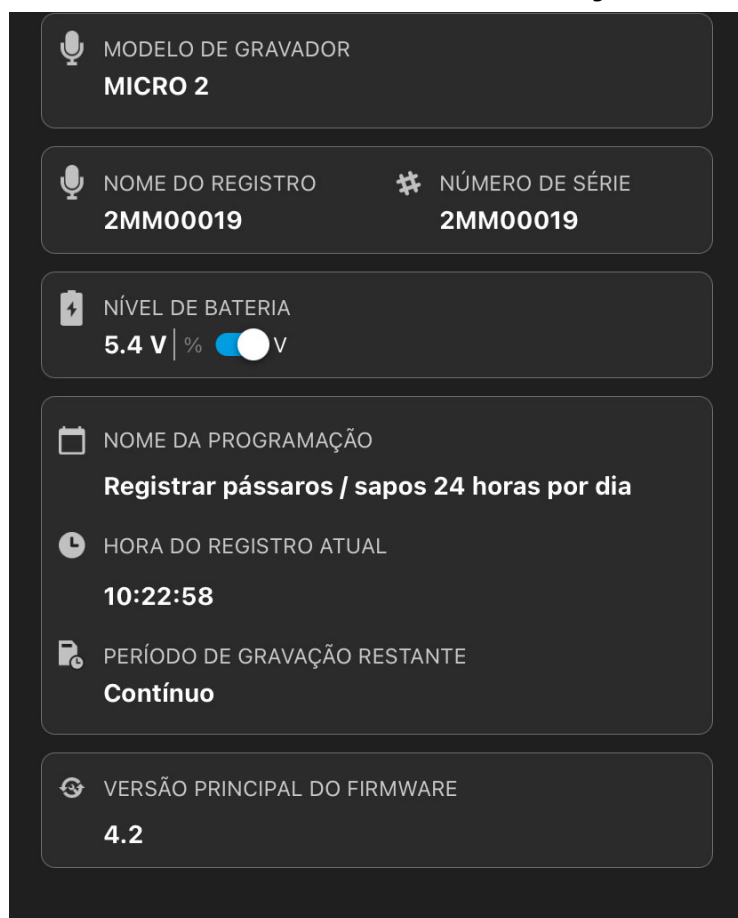 MODELO DE GRAVADOR
MICRO 2
NOME DO REGISTRO
2MM00019
NÚMERO DE SÉRIE
2MM00019
NÍVEL DE BATERIA
5.4 V | % V
NOME DA PROGRAMAÇÃO
Registrar pássaros / sapos 24 horas por dia
HORA DO REGISTRO ATUAL
10:22:58
PERÍODO DE GRAVAÇÃO RESTANTE
Contínuo
VERSÃO PRINCIPAL DO FIRMWARE
4.2